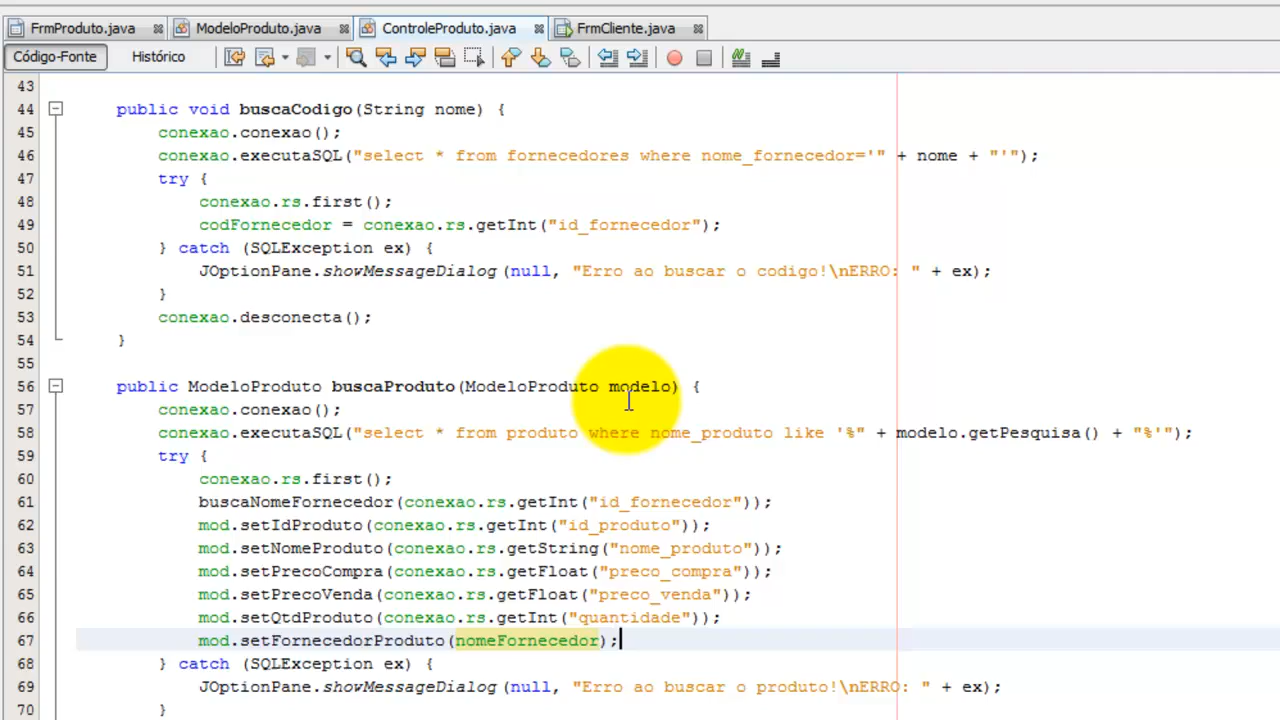 FrmProduto.java ModeloProduto.java ControleProduto.java FrmCliente.java
Código-Fonte Histórico
43
44 public void buscaCodigo(String nome) {
45 conexao.conexao();
46 conexao.executaSQL("select * from fornecedores where nome_fornecedor='" + nome + "'");
47 try {
48 conexao.rs.first();
49 codFornecedor = conexao.rs.getInt("id_fornecedor");
50 } catch (SQLException ex) {
51 JOptionPane.showMessageDialog(null, "Erro ao buscar o codigo!\nERRO: " + ex);
52 }
53 conexao.desconecta();
54 }
55
56 public ModeloProduto buscaProduto(ModeloProduto modelo) {
57 conexao.conexao();
58 conexao.executaSQL("select * from produto where nome_produto like '%" + modelo.getPesquisa() + "%'");
59 try {
60 conexao.rs.first();
61 buscaNomeFornecedor(conexao.rs.getInt("id_fornecedor"));
62 mod.setIdProduto(conexao.rs.getInt("id_produto"));
63 mod.setNomeProduto(conexao.rs.getString("nome_produto"));
64 mod.setPrecoCompra(conexao.rs.getFloat("preco_compra"));
65 mod.setPrecoVenda(conexao.rs.getFloat("preco_venda"));
66 mod.setQtdProduto(conexao.rs.getInt("quantidade"));
67 mod.setFornecedorProduto(nomeFornecedor);
68 } catch (SQLException ex) {
69 JOptionPane.showMessageDialog(null, "Erro ao buscar o produto!\nERRO: " + ex);
70 }